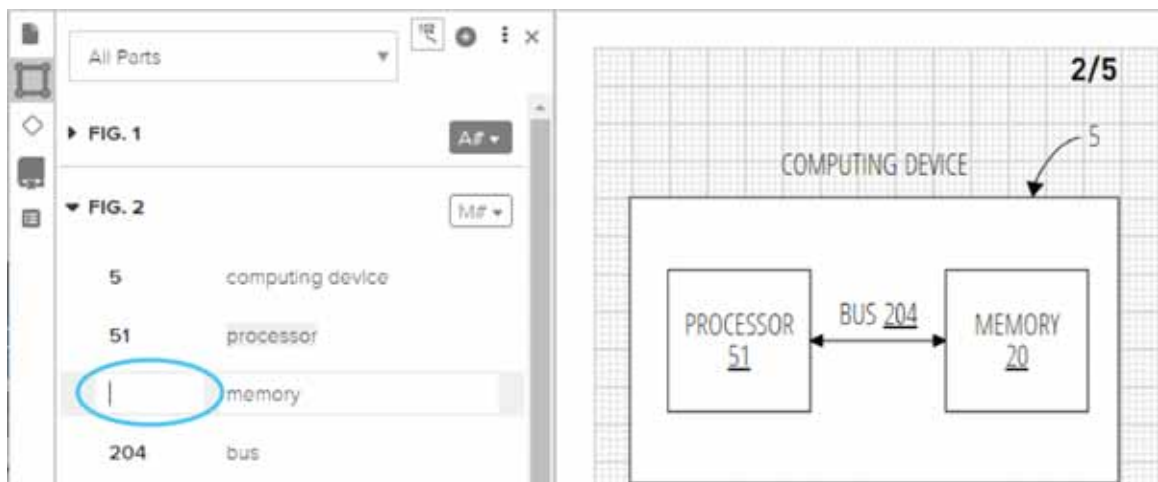 102
All Parts
FIG. 1
A#
FIG. 2
M#
5 computing device
51 processor
memory
204 bus
2/5
5
COMPUTING DEVICE
PROCESSOR
51
BUS 204
MEMORY
20